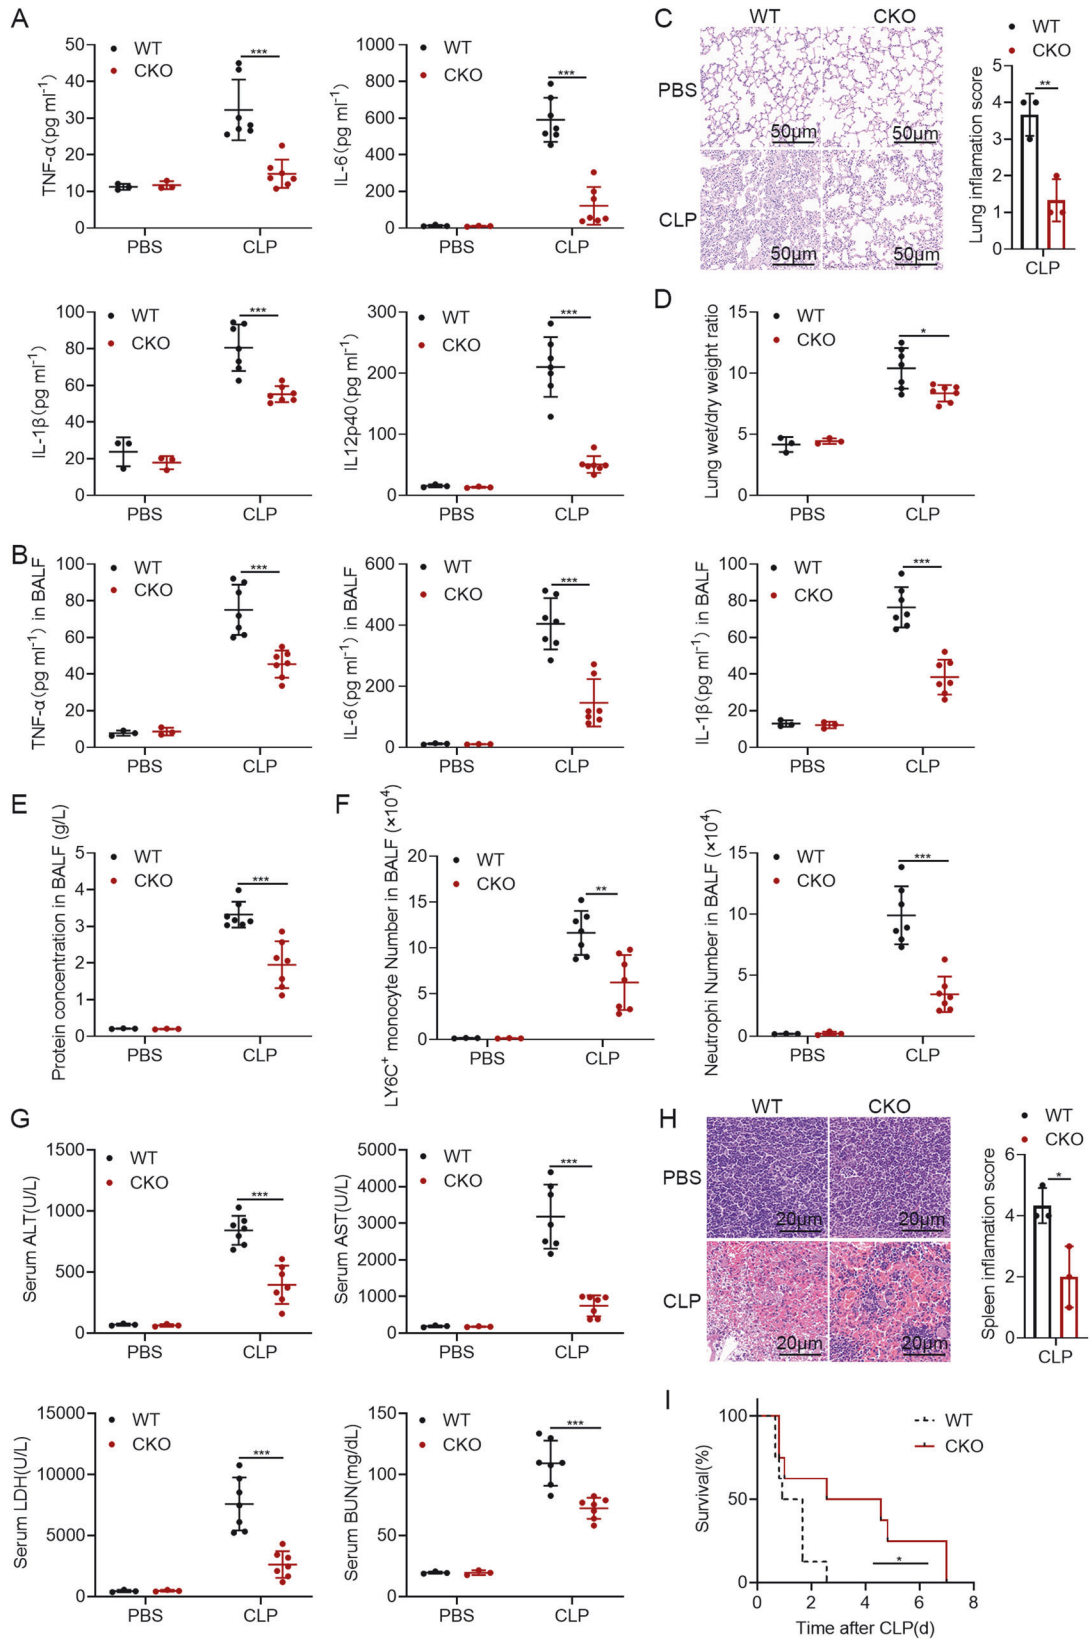 A
WT
CKO
TNF-α(pg ml⁻¹)
50
40
30
20
10
0
***
PBS
CLP
WT
CKO
IL-6(pg ml⁻¹)
1000
800
600
400
200
0
***
PBS
CLP
WT
CKO
IL-1β(pg ml⁻¹)
100
80
60
40
20
0
***
PBS
CLP
WT
CKO
IL12p40(pg ml⁻¹)
300
200
100
0
***
PBS
CLP
C
WT
CKO
PBS
50μm
50μm
CLP
50μm
50μm
WT
CKO
Lung inflamation score
5
4
3
2
1
0
**
CLP
D
WT
CKO
Lung wet/dry weight ratio
15
10
5
0
*
PBS
CLP
B
WT
CKO
TNF-α(pg ml⁻¹) in BALF
100
80
60
40
20
0
***
PBS
CLP
WT
CKO
IL-6(pg ml⁻¹) in BALF
600
400
200
0
***
PBS
CLP
WT
CKO
IL-1β(pg ml⁻¹) in BALF
100
80
60
40
20
0
***
PBS
CLP
E
WT
CKO
Protein concentration in BALF (g/L)
5
4
3
2
1
0
***
PBS
CLP
F
WT
CKO
LY6C⁺ monocyte Number in BALF (×10⁴)
20
15
10
5
0
**
PBS
CLP
WT
CKO
Neutrophi Number in BALF (×10⁴)
15
10
5
0
***
PBS
CLP
G
WT
CKO
Serum ALT(U/L)
1500
1000
500
0
***
PBS
CLP
WT
CKO
Serum AST(U/L)
5000
4000
3000
2000
1000
0
***
PBS
CLP
WT
CKO
Serum LDH(U/L)
15000
10000
5000
0
***
PBS
CLP
WT
CKO
Serum BUN(mg/dL)
150
100
50
0
***
PBS
CLP
H
WT
CKO
PBS
20μm
20μm
CLP
20μm
20μm
WT
CKO
Spleen inflamation score
6
4
2
0
*
CLP
I
WT
CKO
Survival(%)
100
50
0
*
0
2
4
6
8
Time after CLP(d)